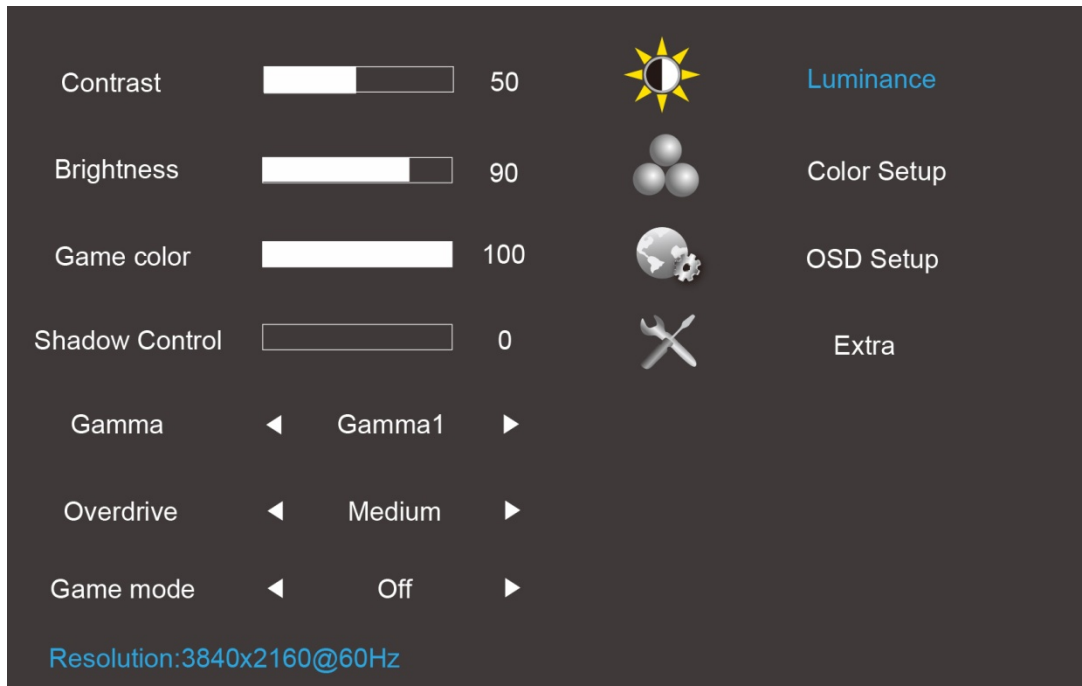 Contrast 50 Luminance
Brightness 90 Color Setup
Game color 100 OSD Setup
Shadow Control 0 Extra
Gamma Gamma1
Overdrive Medium
Game mode Off
Resolution:3840x2160@60Hz